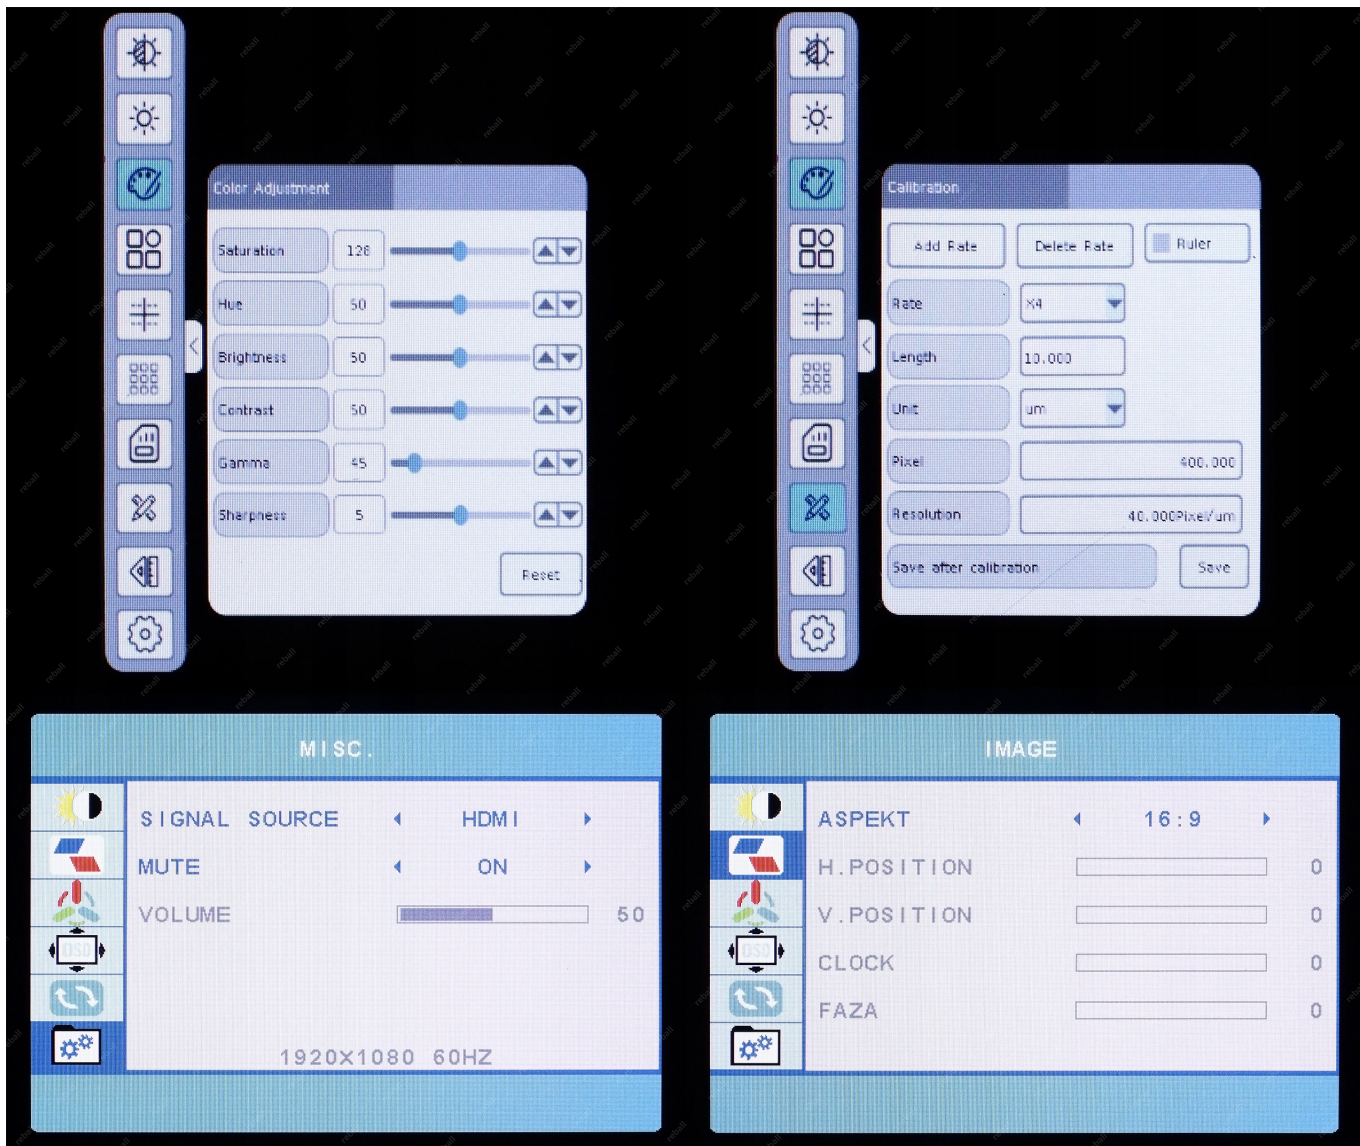 Color Adjustment
Saturation 128
Hue 50
Brightness 50
Contrast 50
Gamma 45
Sharpness 5
Reset
Calibration
Add Rate Delete Rate Ruler
Rate X4
Length 10.000
Unit um
Pixel 400.000
Resolution 40.000Pixel/um
Save after calibration Save
MISC.
SIGNAL SOURCE HDMI
MUTE ON
VOLUME 50
OSD
1920X1080 60HZ
IMAGE
ASPEKT 16:9
H.POSITION 0
V.POSITION 0
OSD
CLOCK 0
FAZA 0
reball